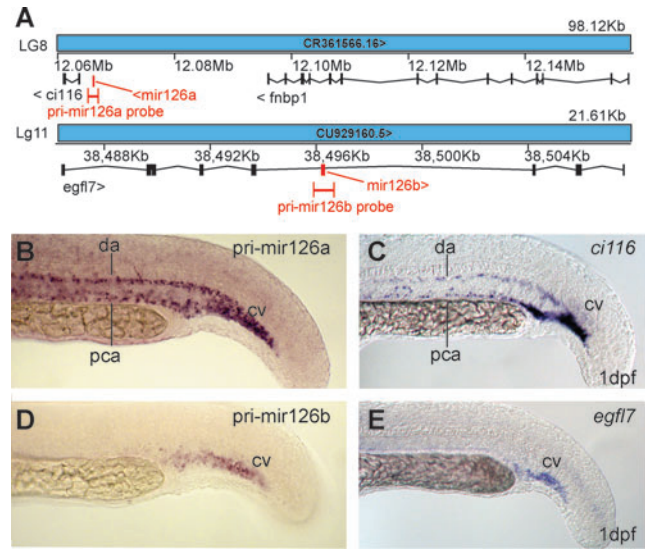 A
98.12Kb
LG8 CR361566.16>
12.06Mb 12.08Mb 12.10Mb 12.12Mb 12.14Mb
< ci116 <mir126a < fnbp1
pri-mir126a probe
21.61Kb
Lg11 CU929160.5>
38,488Kb 38,492Kb 38,496Kb 38,500Kb 38,504Kb
egfl7> mir126b>
pri-mir126b probe
B da pri-mir126a
cv
pca
C da ci116
cv
pca
1dpf
D pri-mir126b
cv
E egfl7
cv
1dpf